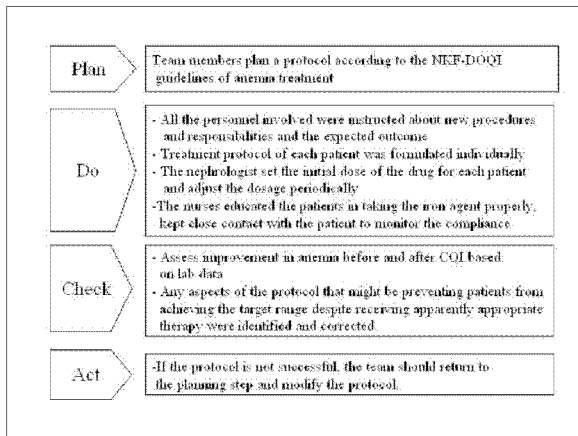 Plan
Team members plan a protocol according to the NKF-DOQI
guidelines of anemia treatment
Do
- All the personnel involved were instructed about new procedures
and responsibilities and the expected outcome
- Treatment protocol of each patient was formulated individually
- The nephrologist set the initial dose of the drug for each patient
and adjust the dosage periodically
-The nurses educated the patients in taking the iron agent properly,
kept close contact with the patient to monitor the compliance
Check
- Assess improvement in anemia before and after CQI based
on lab data
- Any aspects of the protocol that might be preventing patients from
achieving the target range despite receiving apparently appropriate
therapy were identified and corrected.
Act
-If the protocol is not successful, the team should return to
the planning step and modify the protocol.